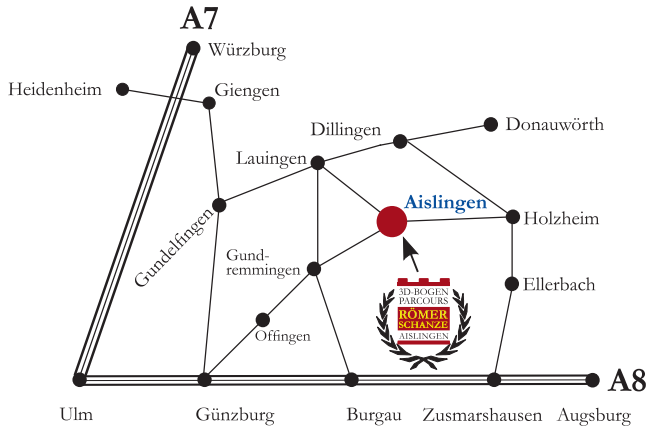 A7
Würzburg
Heidenheim
Giengen
Dillingen
Donauwörth
Lauingen
Aislingen
Gundelfingen
Holzheim
Gund-
remmingen
Ellerbach
3D-BOGEN
PARCOURS
RÖMER
SCHANZE
AISLINGEN
Offingen
A8
Ulm
Günzburg
Burgau
Zusmarshausen
Augsburg